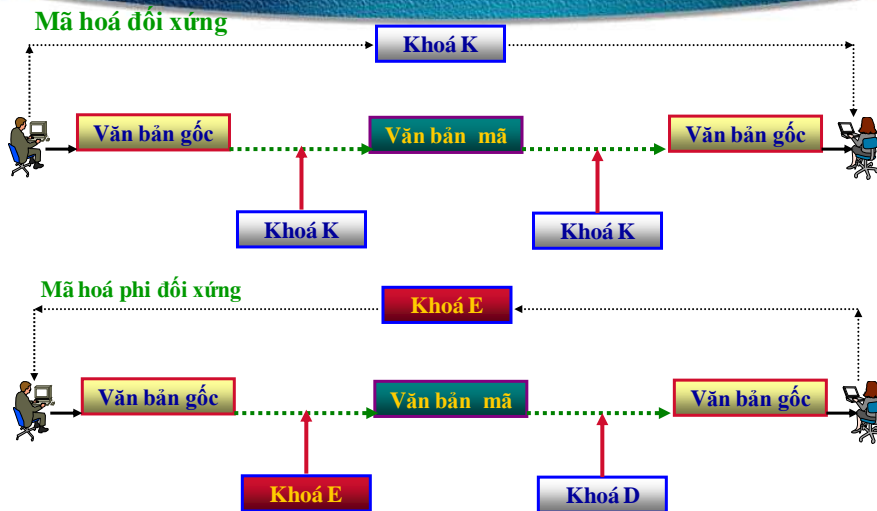 Mã hoá đối xứng
Khoá K
Văn bản gốc
Văn bản mã
Văn bản gốc
Khoá K
Khoá K
Mã hoá phi đối xứng
Khoá E
Văn bản gốc
Văn bản mã
Văn bản gốc
Khoá E
Khoá D